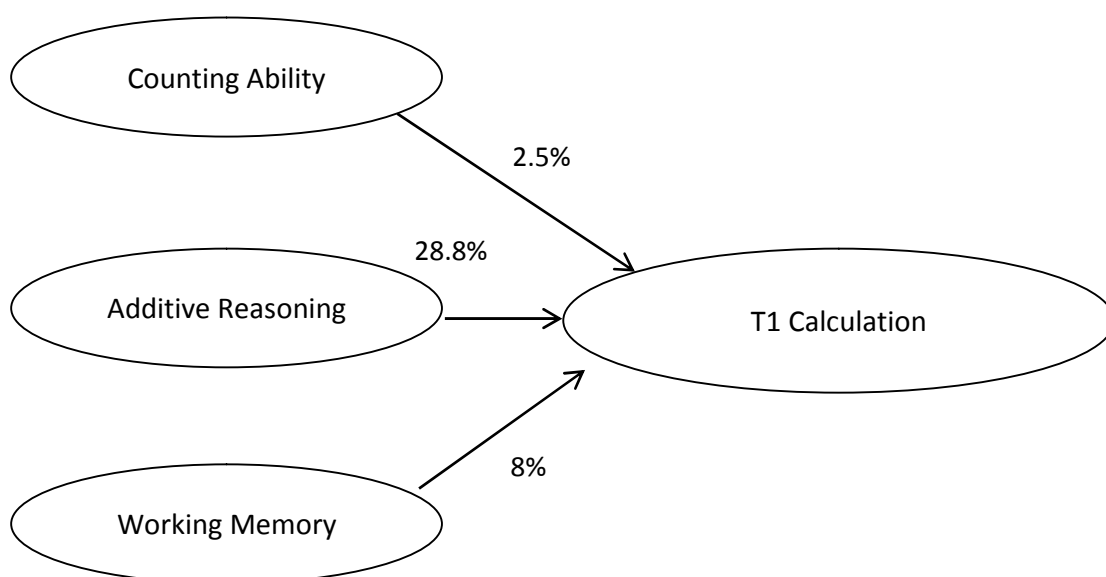 Counting Ability
2.5%
28.8%
Additive Reasoning
T1 Calculation
8%
Working Memory